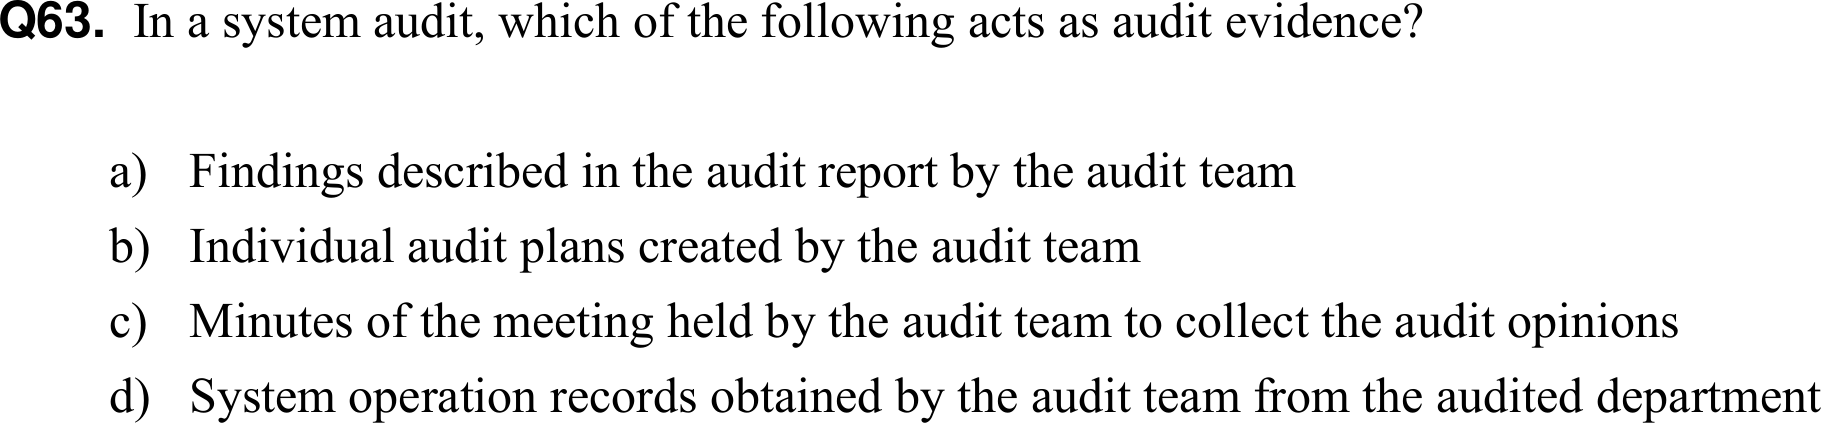 Q63. In a system audit, which of the following acts as audit evidence?
a) Findings described in the audit report by the audit team
b) Individual audit plans created by the audit team
c) Minutes of the meeting held by the audit team to collect the audit opinions
d) System operation records obtained by the audit team from the audited department